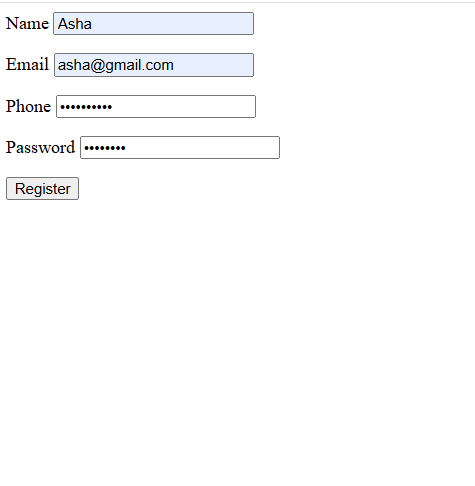 Name Asha
Email asha@gmail.com
Phone ••••••••••
Password ••••••••
Register